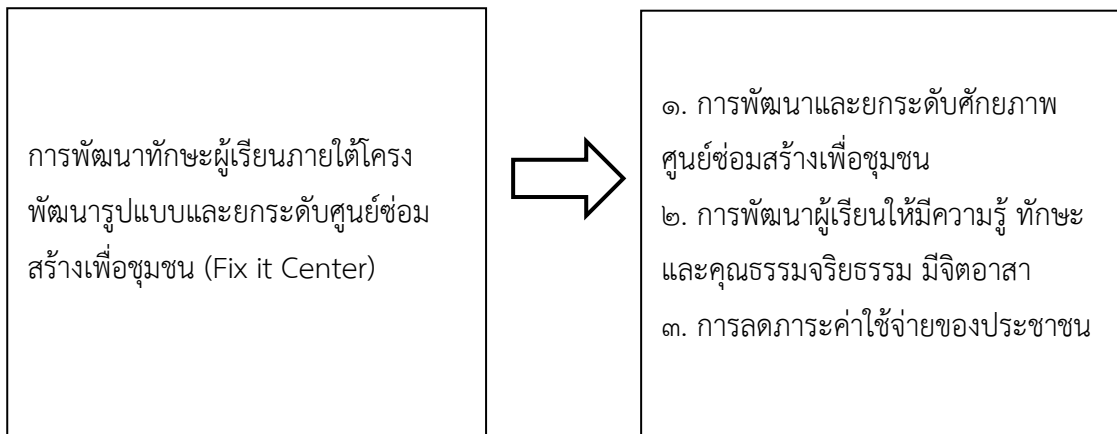 การพัฒนาทักษะผู้เรียนภายใต้โครง
พัฒนารูปแบบและยกระดับศูนย์ซ่อม
สร้างเพื่อชุมชน (Fix it Center)
๑. การพัฒนาและยกระดับศักยภาพ
ศูนย์ซ่อมสร้างเพื่อชุมชน
๒. การพัฒนาผู้เรียนให้มีความรู้ ทักษะ
และคุณธรรมจริยธรรม มีจิตอาสา
๓. การลดภาระค่าใช้จ่ายของประชาชน